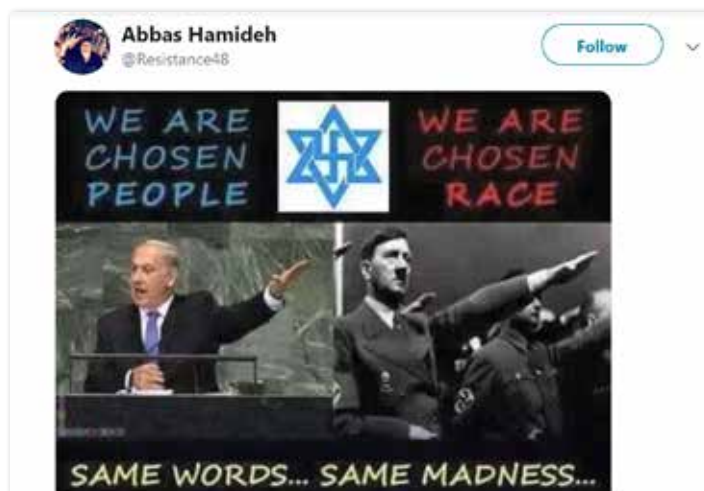 Abbas Hamideh
@Resistance48
Follow
WE ARE
CHOSEN
PEOPLE
WE ARE
CHOSEN
RACE
SAME WORDS... SAME MADNESS...